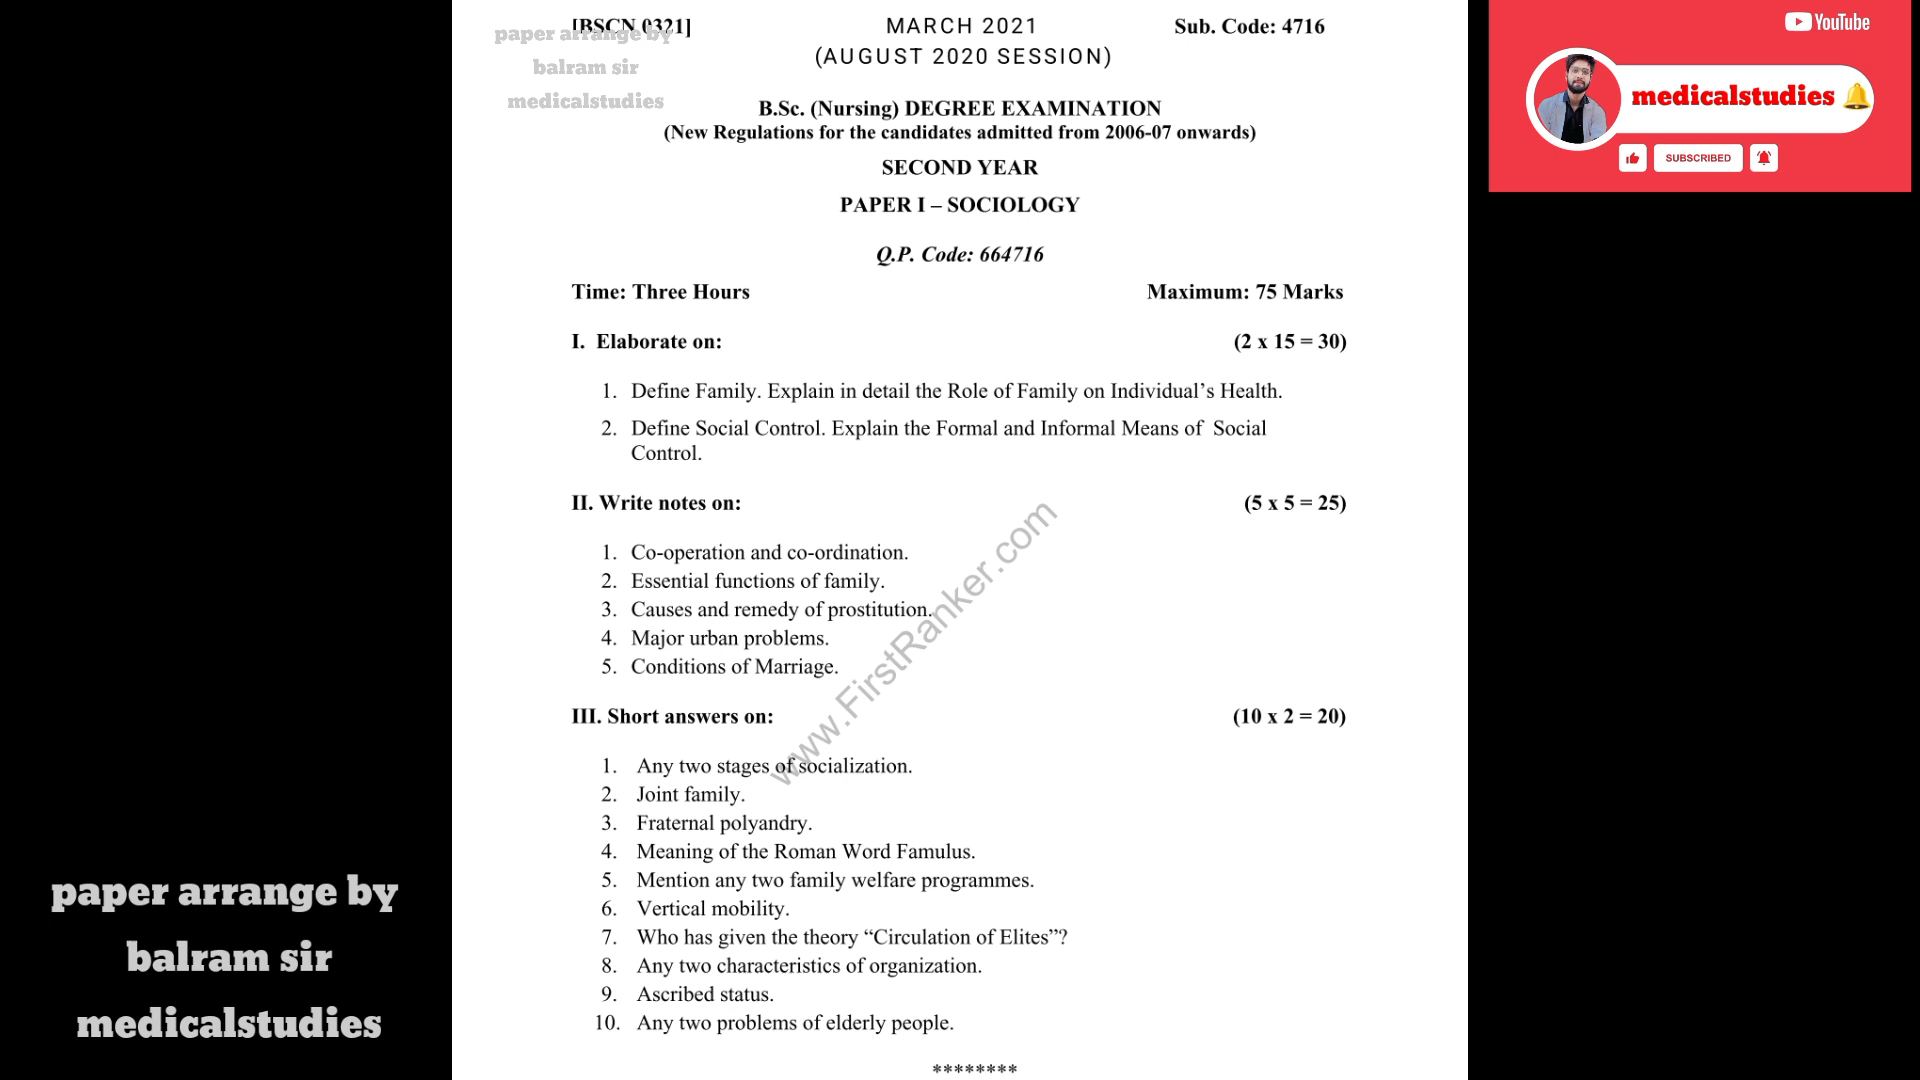 [BSCN 0321]
MARCH 2021
Sub. Code: 4716
(AUGUST 2020 SESSION)
paper arrange by
balram sir
medicalstudies
B.Sc. (Nursing) DEGREE EXAMINATION
(New Regulations for the candidates admitted from 2006-07 onwards)
SECOND YEAR
PAPER I – SOCIOLOGY
Q.P. Code: 664716
Time: Three Hours
Maximum: 75 Marks
I. Elaborate on:
(2 x 15 = 30)
1. Define Family. Explain in detail the Role of Family on Individual’s Health.
2. Define Social Control. Explain the Formal and Informal Means of Social
Control.
II. Write notes on:
(5 x 5 = 25)
1. Co-operation and co-ordination.
2. Essential functions of family.
3. Causes and remedy of prostitution.
4. Major urban problems.
5. Conditions of Marriage.
III. Short answers on:
(10 x 2 = 20)
1. Any two stages of socialization.
2. Joint family.
3. Fraternal polyandry.
4. Meaning of the Roman Word Famulus.
5. Mention any two family welfare programmes.
6. Vertical mobility.
7. Who has given the theory “Circulation of Elites”?
8. Any two characteristics of organization.
9. Ascribed status.
10. Any two problems of elderly people.
********
www.FirstRanker.com
YouTube
medicalstudies
SUBSCRIBED
paper arrange by
balram sir
medicalstudies